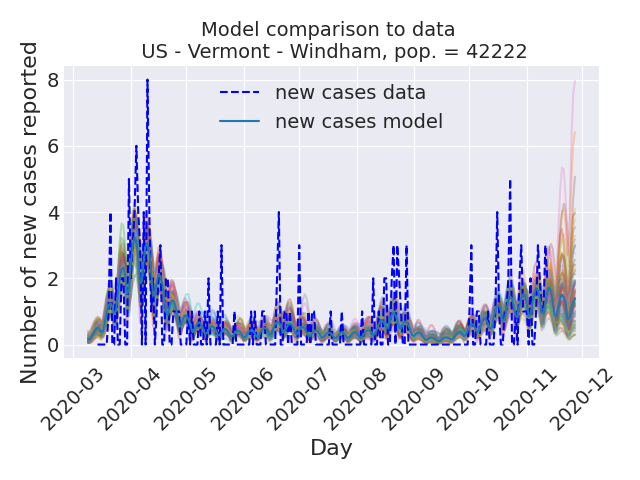 Model comparison to data
US - Vermont - Windham, pop. = 42222
Number of new cases reported
8
6
4
2
0
new cases data
new cases model
2020-03
2020-04
2020-05
2020-06
2020-07
2020-08
2020-09
2020-10
2020-11
2020-12
Day